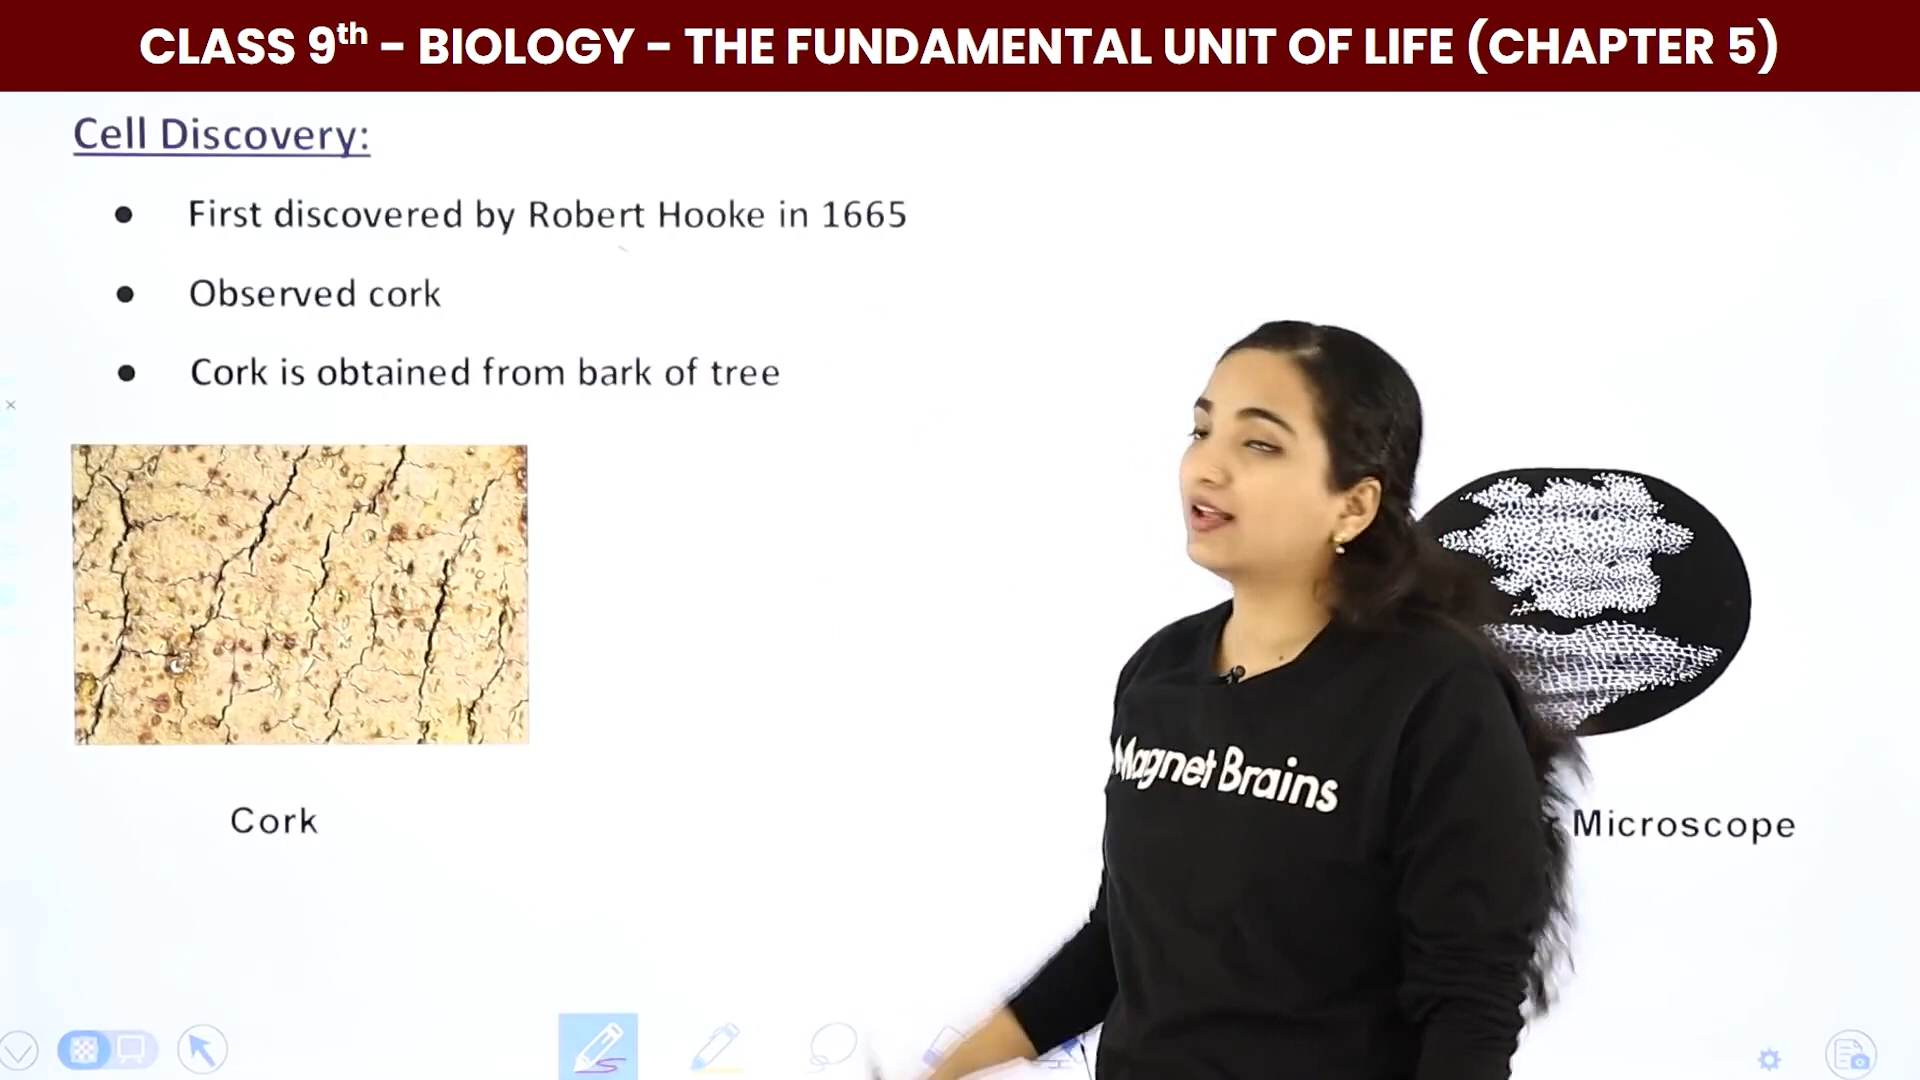 CLASS 9th – BIOLOGY – THE FUNDAMENTAL UNIT OF LIFE (CHAPTER 5)
Cell Discovery:
● First discovered by Robert Hooke in 1665
● Observed cork
● Cork is obtained from bark of tree
Magnet Brains
Cork
Microscope